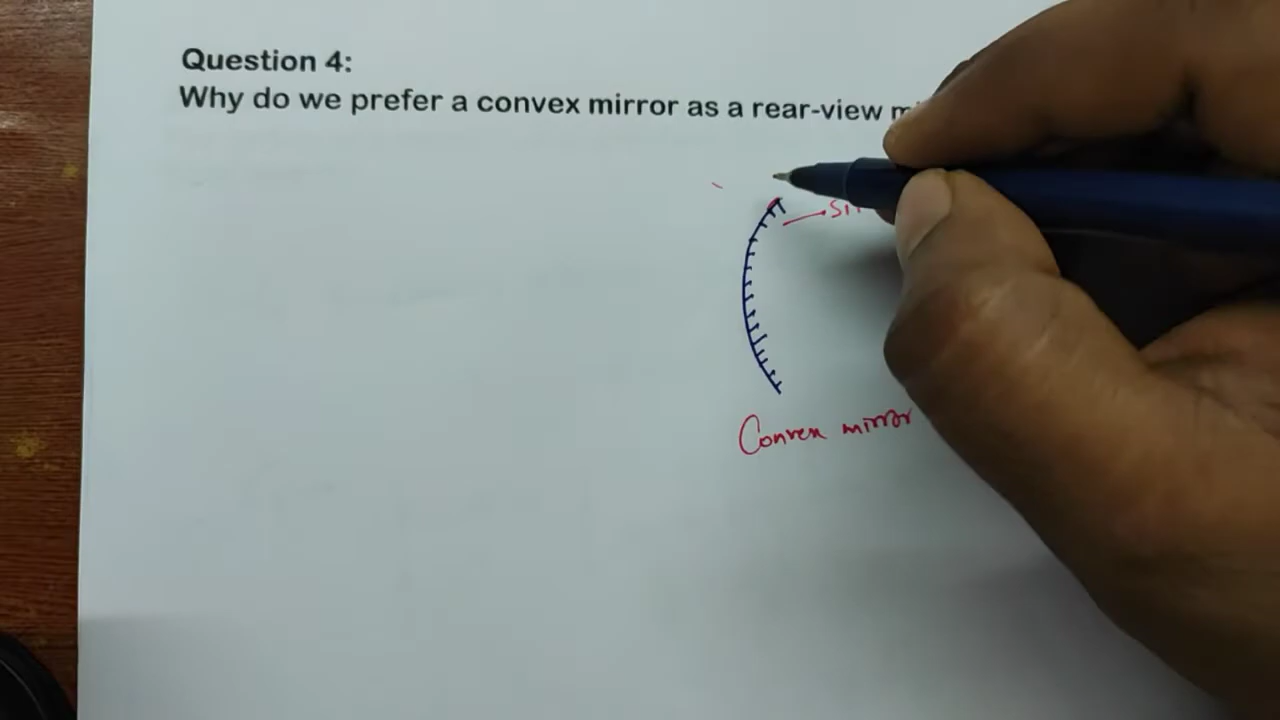 Question 4:
Why do we prefer a convex mirror as a rear-view
Convex mirror